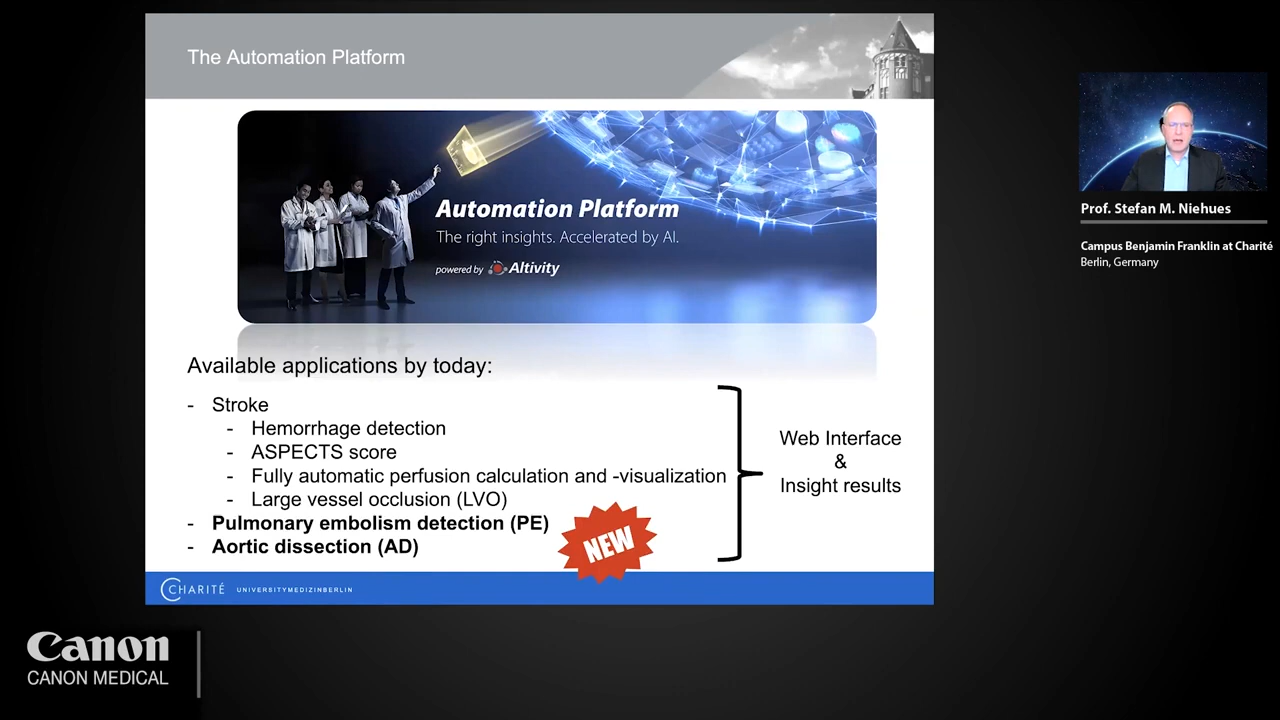 The Automation Platform
Automation Platform
The right insights. Accelerated by AI.
powered by Altivity
Available applications by today:
- Stroke
- Hemorrhage detection
- ASPECTS score
- Fully automatic perfusion calculation and -visualization
- Large vessel occlusion (LVO)
- Pulmonary embolism detection (PE)
- Aortic dissection (AD)
NEW
Web Interface
&
Insight results
CHARITÉ UNIVERSITYMEDIZINBERLIN
Prof. Stefan M. Niehues
Campus Benjamin Franklin at Charité
Berlin, Germany
Canon
CANON MEDICAL